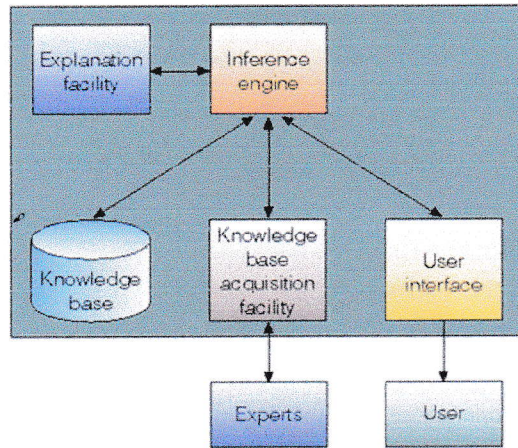 Explanation
facility
Inference
engine
Knowledge
base
Knowledge
base
acquisition
facility
User
interface
Experts
User